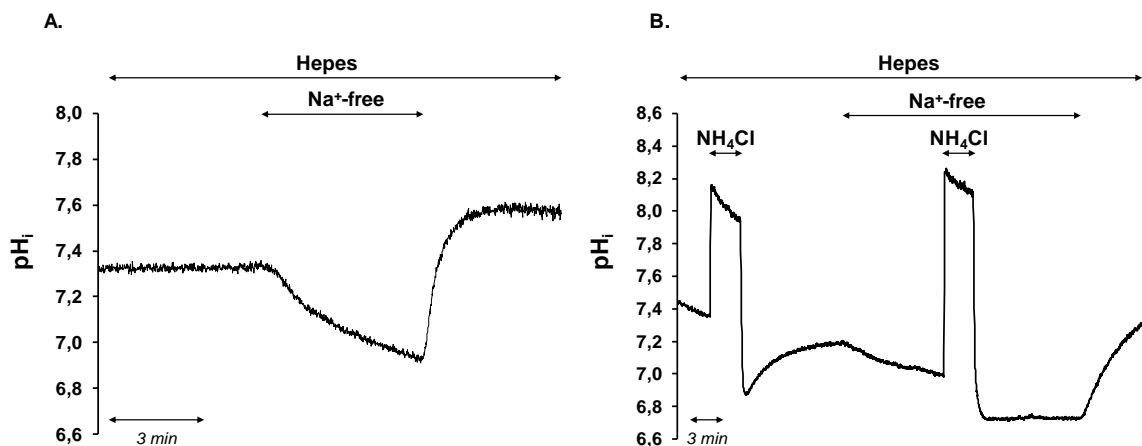 A.
Hepes
Na⁺-free
8,0
7,8
7,6
7,4
7,2
7,0
6,8
6,6
pHᵢ
3 min
B.
Hepes
Na⁺-free
NH₄Cl
NH₄Cl
8,6
8,4
8,2
8,0
7,8
7,6
7,4
7,2
7,0
6,8
6,6
pHᵢ
3 min